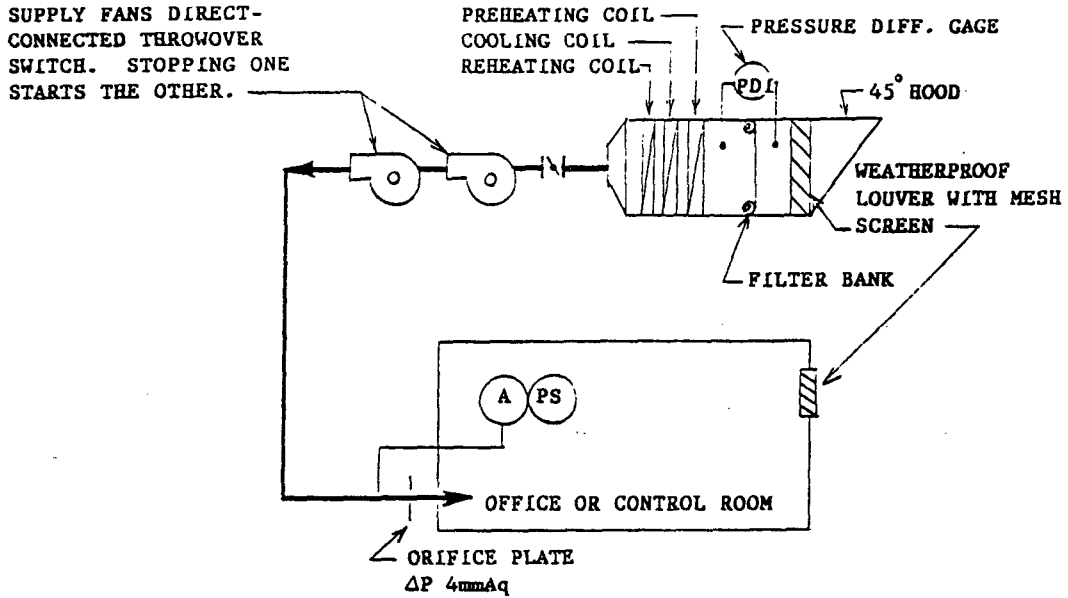 SUPPLY FANS DIRECT-
CONNECTED THROWOVER
SWITCH. STOPPING ONE
STARTS THE OTHER.
PREHEATING COIL
COOLING COIL
REHEATING COIL
PRESSURE DIFF. GAGE
PDI
45° HOOD
WEATHERPROOF
LOUVER WITH MESH
SCREEN
FILTER BANK
A PS
OFFICE OR CONTROL ROOM
ORIFICE PLATE
ΔP 4mmAq